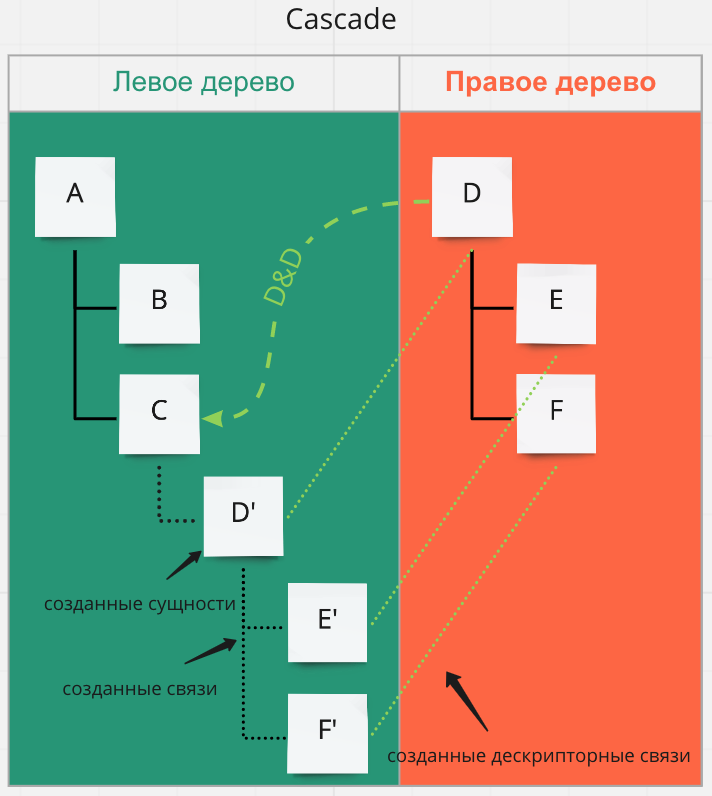 Cascade
Левое дерево
Правое дерево
A
D
D&D
B
E
C
F
D'
созданные сущности
E'
созданные связи
F'
созданные дескрипторные связи